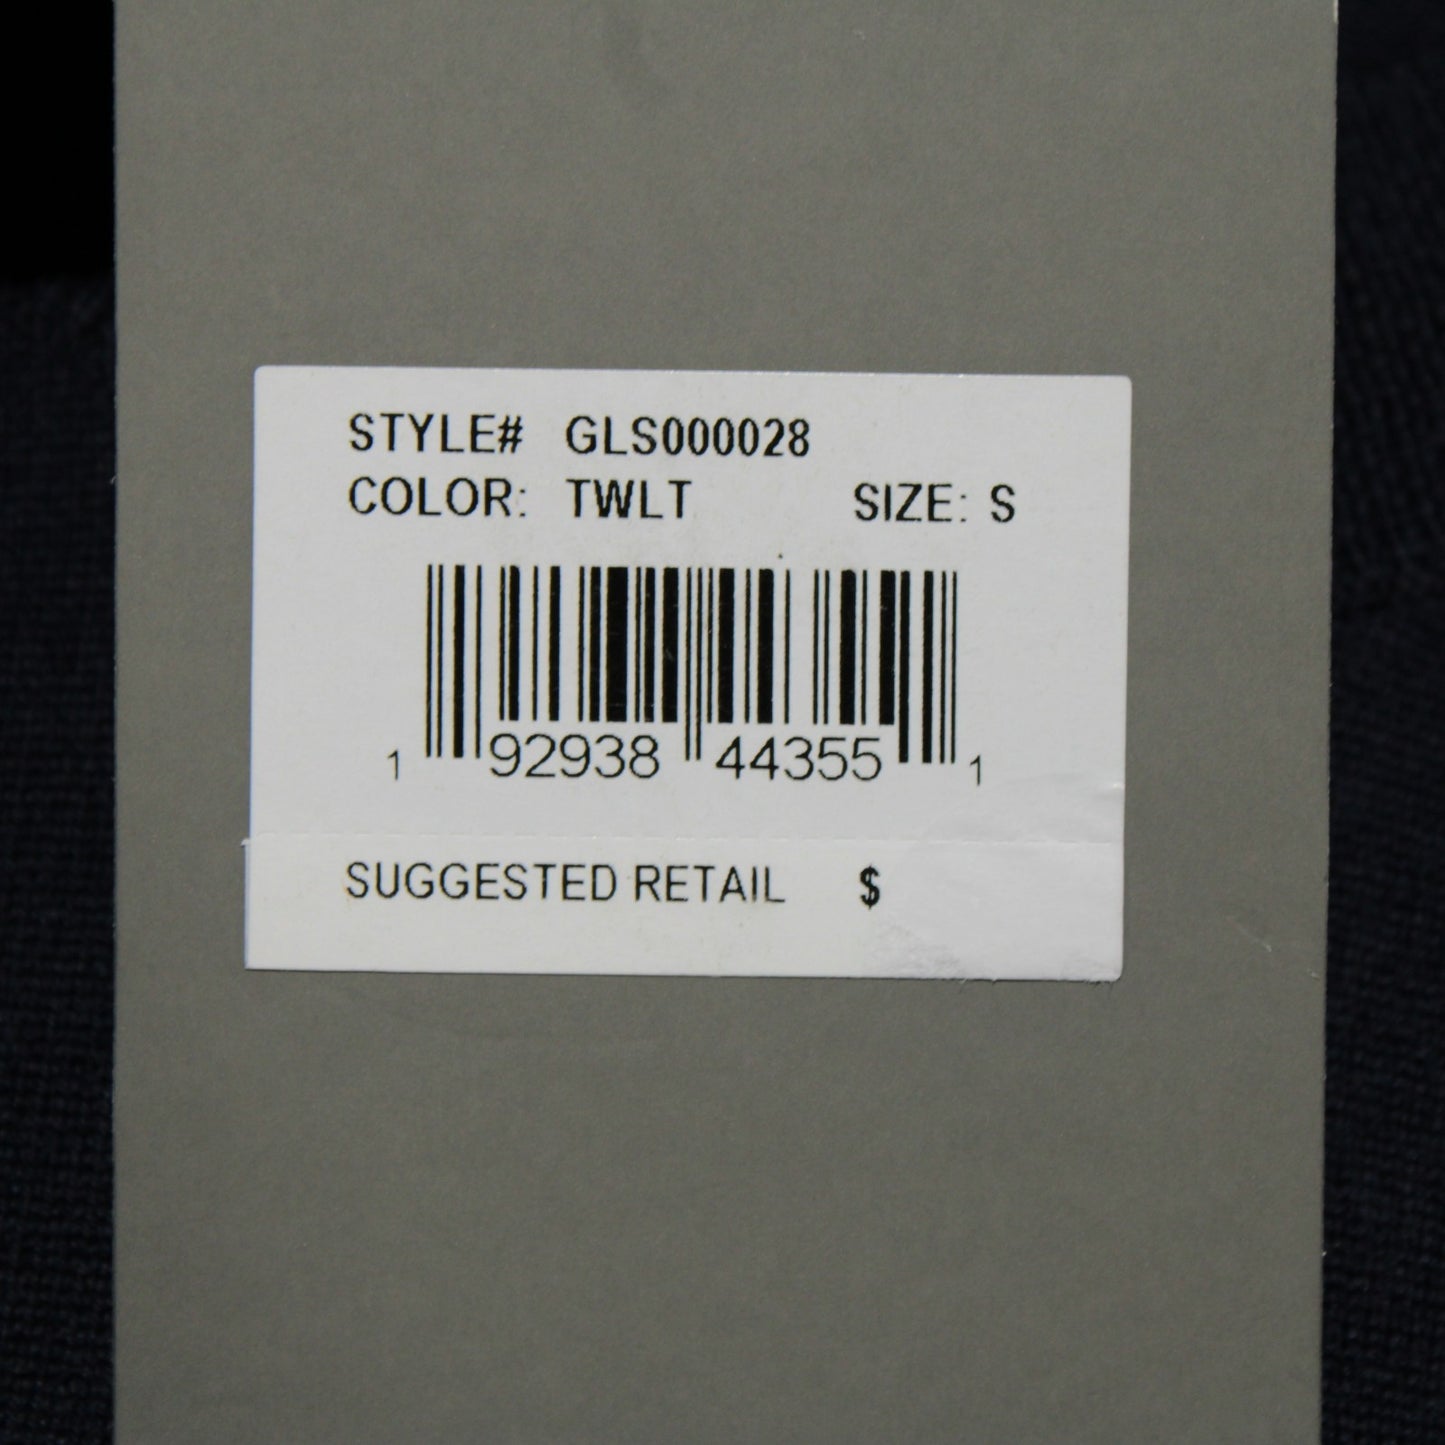 STYLE# GLS000028
COLOR: TWLT SIZE: S
1 92938 44355 1
SUGGESTED RETAIL $